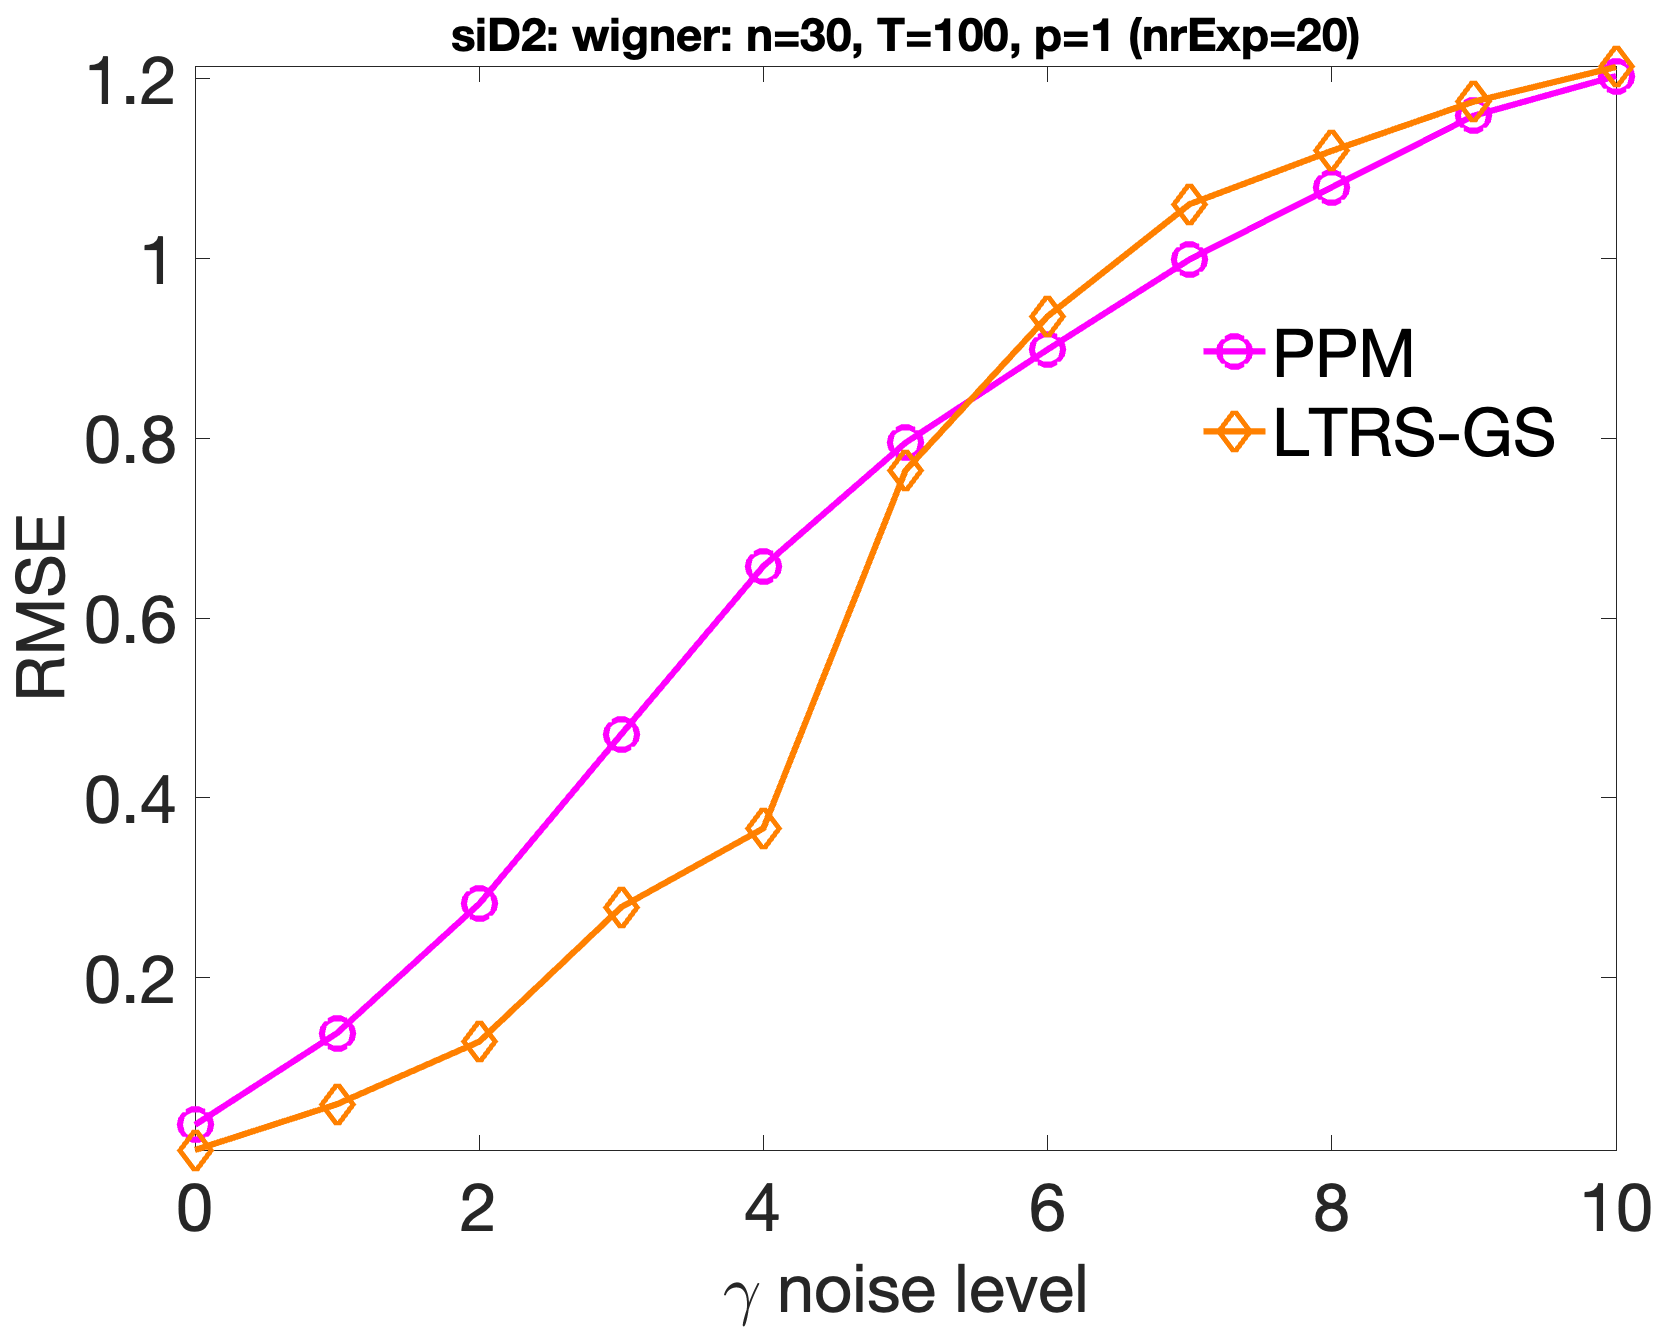 siD2: wigner: n=30, T=100, p=1 (nrExp=20)
1.2
1
0.8
0.6
0.4
0.2
RMSE
PPM
LTRS-GS
0 2 4 6 8 10
γ noise level